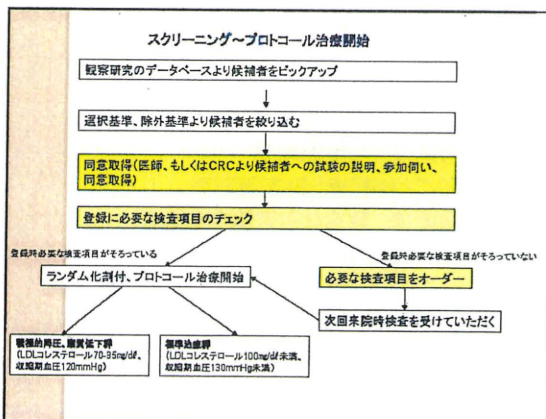 スクリーニング～プロトコール治療開始
観察研究のデータベースより候補者をピックアップ
選択基準、除外基準より候補者を絞り込む
同意取得(医師、もしくはCRCより候補者への試験の説明、参加伺い、
同意取得)
登録に必要な検査項目のチェック
登録時必要な検査項目がそろっている
登録時必要な検査項目がそろっていない
ランダム化割付、プロトコール治療開始
必要な検査項目をオーダー
次回来院時検査を受けていただく
積極的降圧、脂質低下群
(LDLコレステロール70-95mg/dℓ、
収縮期血圧120mmHg)
標準治療群
(LDLコレステロール100mg/dℓ未満、
収縮期血圧130mmHg未満)